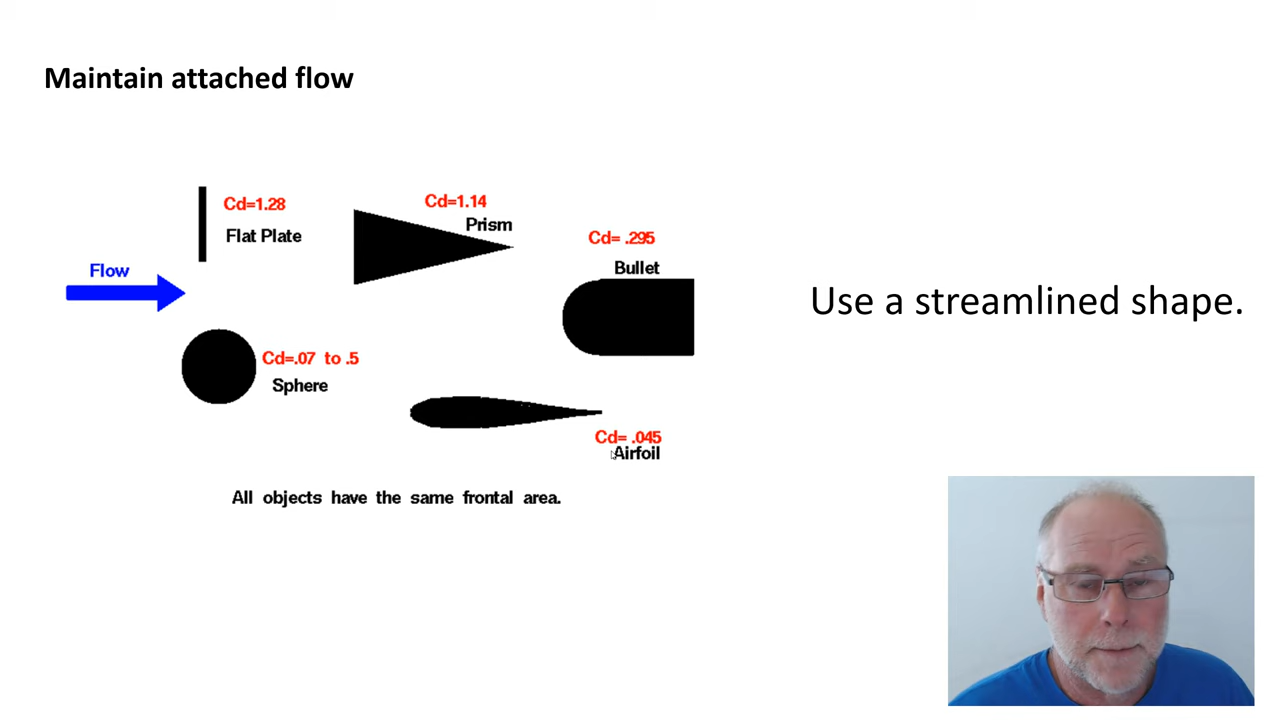 Maintain attached flow
Cd=1.28
Flat Plate
Cd=1.14
Prism
Cd= .295
Bullet
Flow
Use a streamlined shape.
Cd=.07 to .5
Sphere
Cd= .045
Airfoil
All objects have the same frontal area.